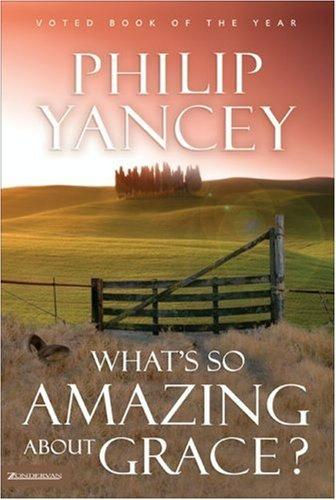 VOTED BOOK OF THE YEAR
PHILIP
YANCEY
WHAT'S SO
AMAZING
ABOUT GRACE?
ZONDERVAN